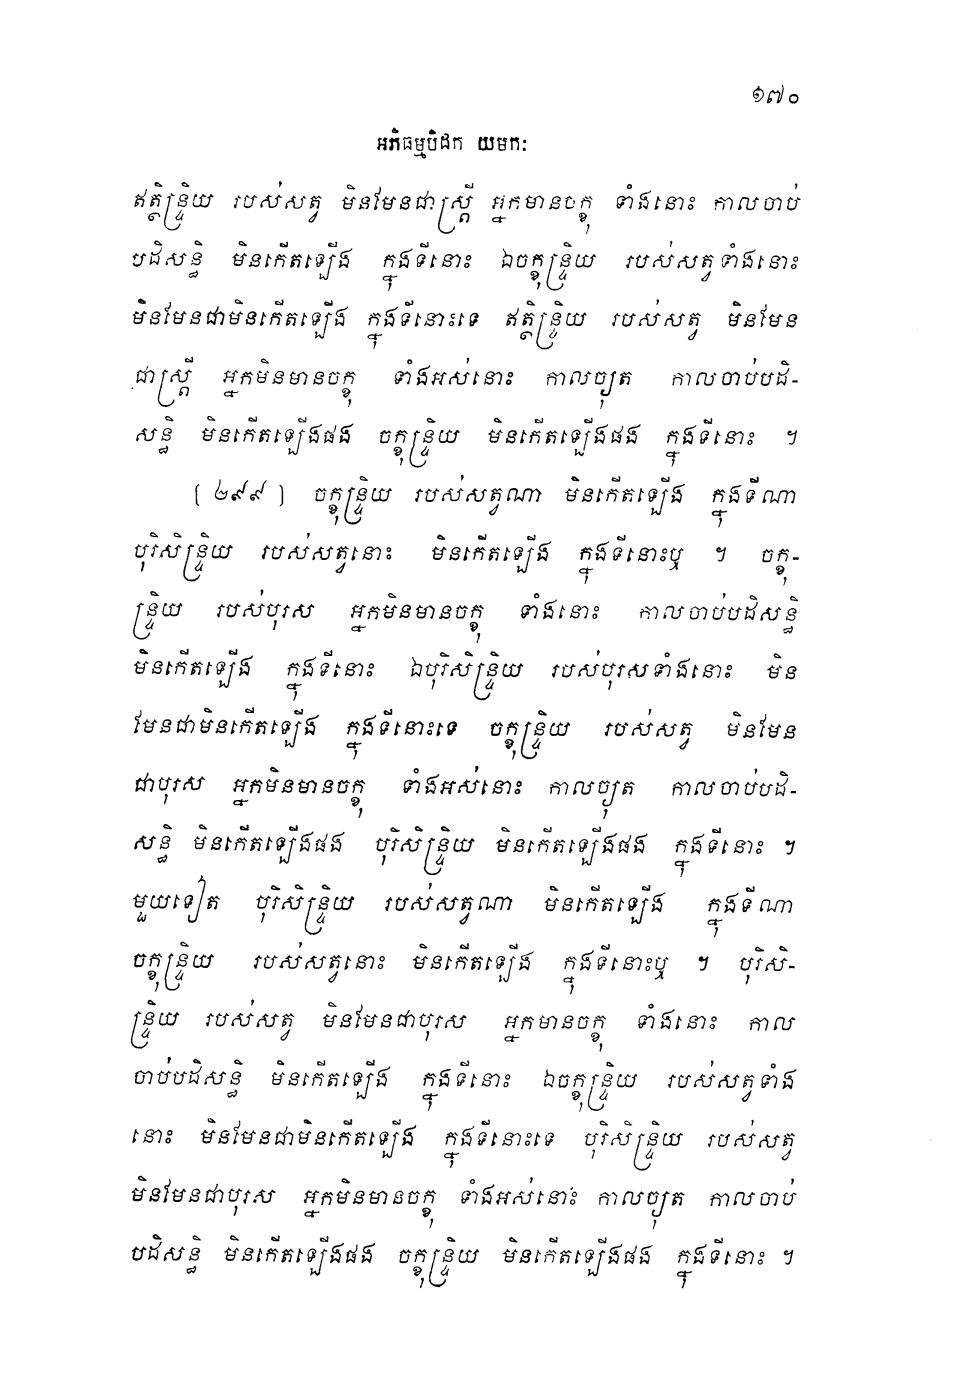 ១៧០
អភិធម្មបិដក យមកៈ
ឥត្ថិន្ទ្រិយ របស់សត្វ មិនមែនជាស្ត្រី អ្នកមានចក្ខុ ទាំងនោះ កាលចាប់
បដិសន្ធិ មិនកើតឡើង ក្នុងទីនោះ ឯចក្ខុន្ទ្រិយ របស់សត្វទាំងនោះ
មិនមែនជាមិនកើតឡើង ក្នុងទីនោះទេ ឥត្ថិន្ទ្រិយ របស់សត្វ មិនមែន
ជាស្ត្រី អ្នកមិនមានចក្ខុ ទាំងអស់នោះ កាលច្យុត កាលចាប់បដិ-
សន្ធិ មិនកើតឡើងផង ចក្ខុន្ទ្រិយ មិនកើតឡើងផង ក្នុងទីនោះ ។
[ ២៩៩ ] ចក្ខុន្ទ្រិយ របស់សត្វណា មិនកើតឡើង ក្នុងទីណា
បុរិសិន្ទ្រិយ របស់សត្វនោះ មិនកើតឡើង ក្នុងទីនោះឬ ។ ចក្ខុ-
ន្ទ្រិយ របស់បុរស អ្នកមិនមានចក្ខុ ទាំងនោះ កាលចាប់បដិសន្ធិ
មិនកើតឡើង ក្នុងទីនោះ ឯបុរិសិន្ទ្រិយ របស់បុរសទាំងនោះ មិន
មែនជាមិនកើតឡើង ក្នុងទីនោះទេ ចក្ខុន្ទ្រិយ របស់សត្វ មិនមែន
ជាបុរស អ្នកមិនមានចក្ខុ ទាំងអស់នោះ កាលច្យុត កាលចាប់បដិ-
សន្ធិ មិនកើតឡើងផង បុរិសិន្ទ្រិយ មិនកើតឡើងផង ក្នុងទីនោះ ។
មួយទៀត បុរិសិន្ទ្រិយ របស់សត្វណា មិនកើតឡើង ក្នុងទីណា
ចក្ខុន្ទ្រិយ របស់សត្វនោះ មិនកើតឡើង ក្នុងទីនោះឬ ។ បុរិសិ-
ន្ទ្រិយ របស់សត្វ មិនមែនជាបុរស អ្នកមានចក្ខុ ទាំងនោះ កាល
ចាប់បដិសន្ធិ មិនកើតឡើង ក្នុងទីនោះ ឯចក្ខុន្ទ្រិយ របស់សត្វទាំង
នោះ មិនមែនជាមិនកើតឡើង ក្នុងទីនោះទេ បុរិសិន្ទ្រិយ របស់សត្វ
មិនមែនជាបុរស អ្នកមិនមានចក្ខុ ទាំងអស់នោះ កាលច្យុត កាលចាប់
បដិសន្ធិ មិនកើតឡើងផង ចក្ខុន្ទ្រិយ មិនកើតឡើងផង ក្នុងទីនោះ ។